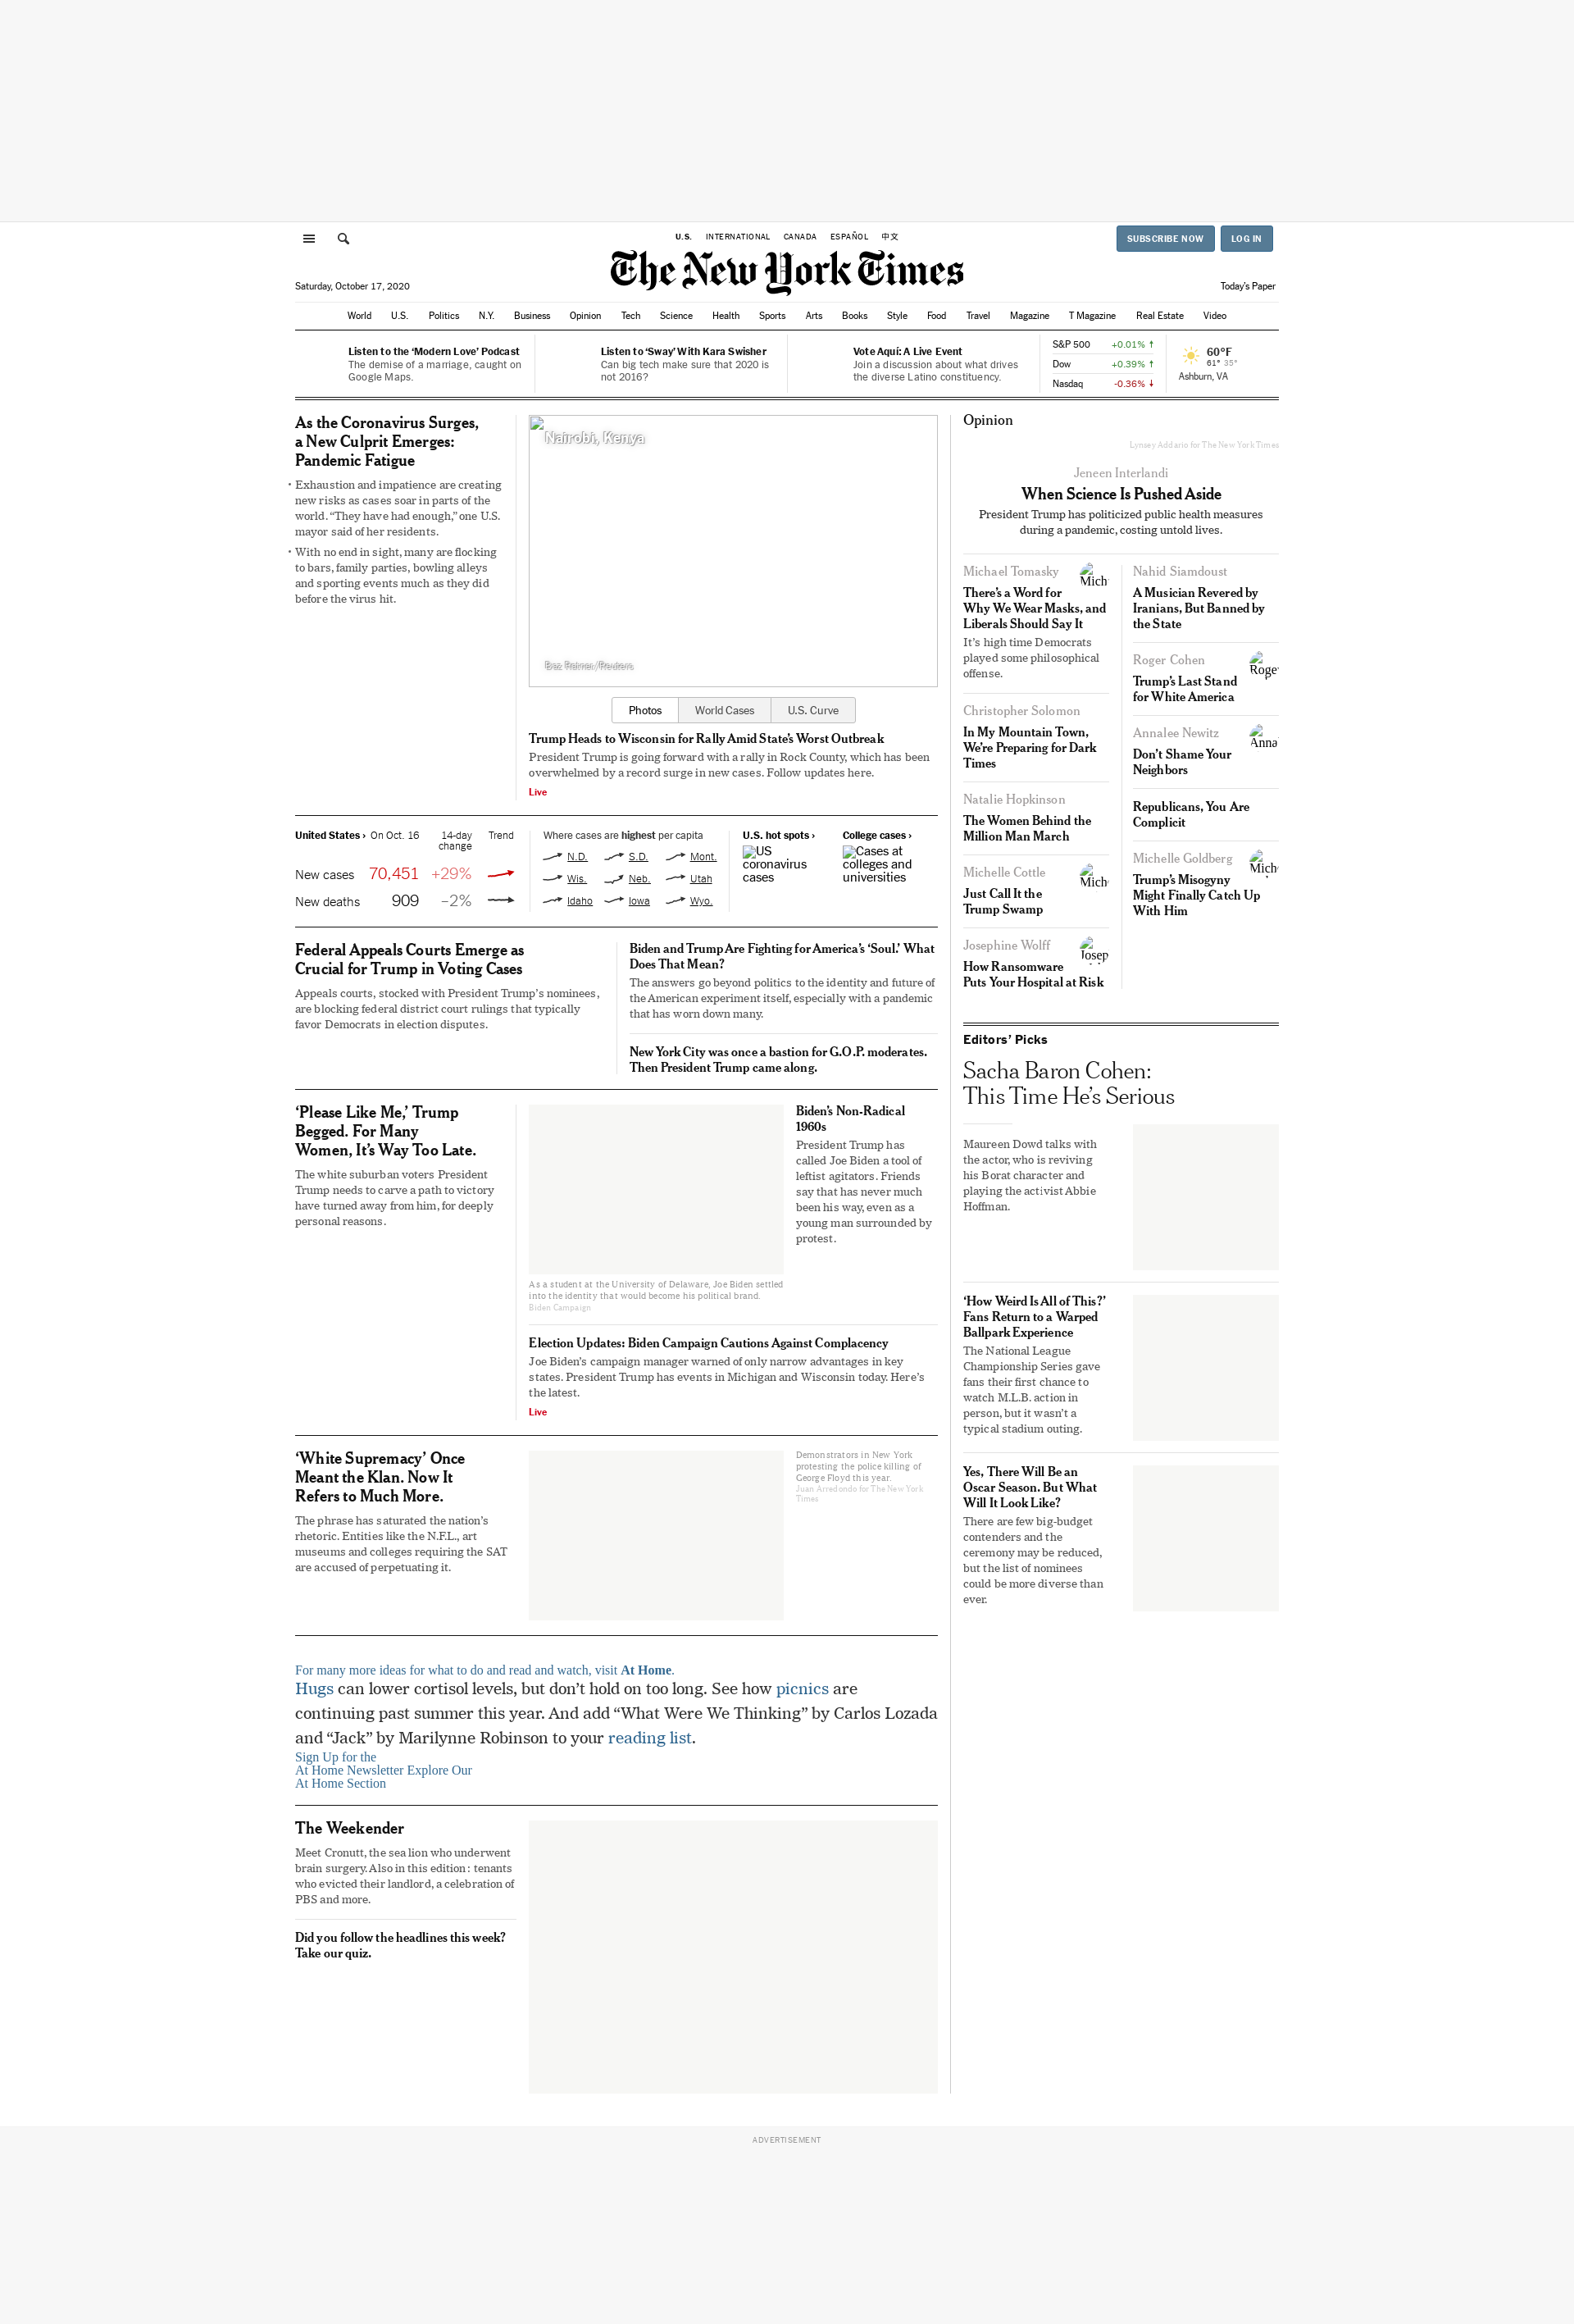 U.S. INTERNATIONAL CANADA ESPAÑOL 中文
SUBSCRIBE NOW LOG IN
The New York Times
Saturday, October 17, 2020
Today's Paper
World U.S. Politics N.Y. Business Opinion Tech Science Health Sports Arts Books Style Food Travel Magazine T Magazine Real Estate Video
Listen to the ‘Modern Love’ Podcast
The demise of a marriage, caught on
Google Maps.
Listen to ‘Sway’ With Kara Swisher
Can big tech make sure that 2020 is
not 2016?
Vote Aquí: A Live Event
Join a discussion about what drives
the diverse Latino constituency.
S&P 500 +0.01% ↑
Dow +0.39% ↑
Nasdaq -0.36% ↓
60°F
61° 35°
Ashburn, VA
As the Coronavirus Surges,
a New Culprit Emerges:
Pandemic Fatigue
• Exhaustion and impatience are creating
new risks as cases soar in parts of the
world. “They have had enough,” one U.S.
mayor said of her residents.
• With no end in sight, many are flocking
to bars, family parties, bowling alleys
and sporting events much as they did
before the virus hit.
Nairobi, Kenya
Baz Ratner/Reuters
Photos World Cases U.S. Curve
Trump Heads to Wisconsin for Rally Amid State’s Worst Outbreak
President Trump is going forward with a rally in Rock County, which has been
overwhelmed by a record surge in new cases. Follow updates here.
Live
United States › On Oct. 16 14-day
change Trend
New cases 70,451 +29%
New deaths 909 –2%
Where cases are highest per capita
N.D. S.D. Mont.
Wis. Neb. Utah
Idaho Iowa Wyo.
U.S. hot spots ›
US
coronavirus
cases
College cases ›
Cases at
colleges and
universities
Federal Appeals Courts Emerge as
Crucial for Trump in Voting Cases
Appeals courts, stocked with President Trump’s nominees,
are blocking federal district court rulings that typically
favor Democrats in election disputes.
Biden and Trump Are Fighting for America’s ‘Soul.’ What
Does That Mean?
The answers go beyond politics to the identity and future of
the American experiment itself, especially with a pandemic
that has worn down many.
New York City was once a bastion for G.O.P. moderates.
Then President Trump came along.
‘Please Like Me,’ Trump
Begged. For Many
Women, It’s Way Too Late.
The white suburban voters President
Trump needs to carve a path to victory
have turned away from him, for deeply
personal reasons.
As a student at the University of Delaware, Joe Biden settled
into the identity that would become his political brand.
Biden Campaign
Biden’s Non-Radical
1960s
President Trump has
called Joe Biden a tool of
leftist agitators. Friends
say that has never much
been his way, even as a
young man surrounded by
protest.
Election Updates: Biden Campaign Cautions Against Complacency
Joe Biden’s campaign manager warned of only narrow advantages in key
states. President Trump has events in Michigan and Wisconsin today. Here’s
the latest.
Live
‘White Supremacy’ Once
Meant the Klan. Now It
Refers to Much More.
The phrase has saturated the nation’s
rhetoric. Entities like the N.F.L., art
museums and colleges requiring the SAT
are accused of perpetuating it.
Demonstrators in New York
protesting the police killing of
George Floyd this year.
Juan Arredondo for The New York
Times
For many more ideas for what to do and read and watch, visit At Home.
Hugs can lower cortisol levels, but don’t hold on too long. See how picnics are
continuing past summer this year. And add “What Were We Thinking” by Carlos Lozada
and “Jack” by Marilynne Robinson to your reading list.
Sign Up for the
At Home Newsletter Explore Our
At Home Section
The Weekender
Meet Cronutt, the sea lion who underwent
brain surgery. Also in this edition: tenants
who evicted their landlord, a celebration of
PBS and more.
Did you follow the headlines this week?
Take our quiz.
Opinion
Lynsey Addario for The New York Times
Jeneen Interlandi
When Science Is Pushed Aside
President Trump has politicized public health measures
during a pandemic, costing untold lives.
Michael Tomasky
Mich
There’s a Word for
Why We Wear Masks, and
Liberals Should Say It
It’s high time Democrats
played some philosophical
offense.
Christopher Solomon
In My Mountain Town,
We’re Preparing for Dark
Times
Natalie Hopkinson
The Women Behind the
Million Man March
Michelle Cottle
Mich
Just Call It the
Trump Swamp
Josephine Wolff
Josep
How Ransomware
Puts Your Hospital at Risk
Nahid Siamdoust
A Musician Revered by
Iranians, But Banned by
the State
Roger Cohen
Roger
Trump’s Last Stand
for White America
Annalee Newitz
Anna
Don’t Shame Your
Neighbors
Republicans, You Are
Complicit
Michelle Goldberg
Mich
Trump’s Misogyny
Might Finally Catch Up
With Him
Editors’ Picks
Sacha Baron Cohen:
This Time He’s Serious
Maureen Dowd talks with
the actor, who is reviving
his Borat character and
playing the activist Abbie
Hoffman.
‘How Weird Is All of This?’
Fans Return to a Warped
Ballpark Experience
The National League
Championship Series gave
fans their first chance to
watch M.L.B. action in
person, but it wasn’t a
typical stadium outing.
Yes, There Will Be an
Oscar Season. But What
Will It Look Like?
There are few big-budget
contenders and the
ceremony may be reduced,
but the list of nominees
could be more diverse than
ever.
ADVERTISEMENT